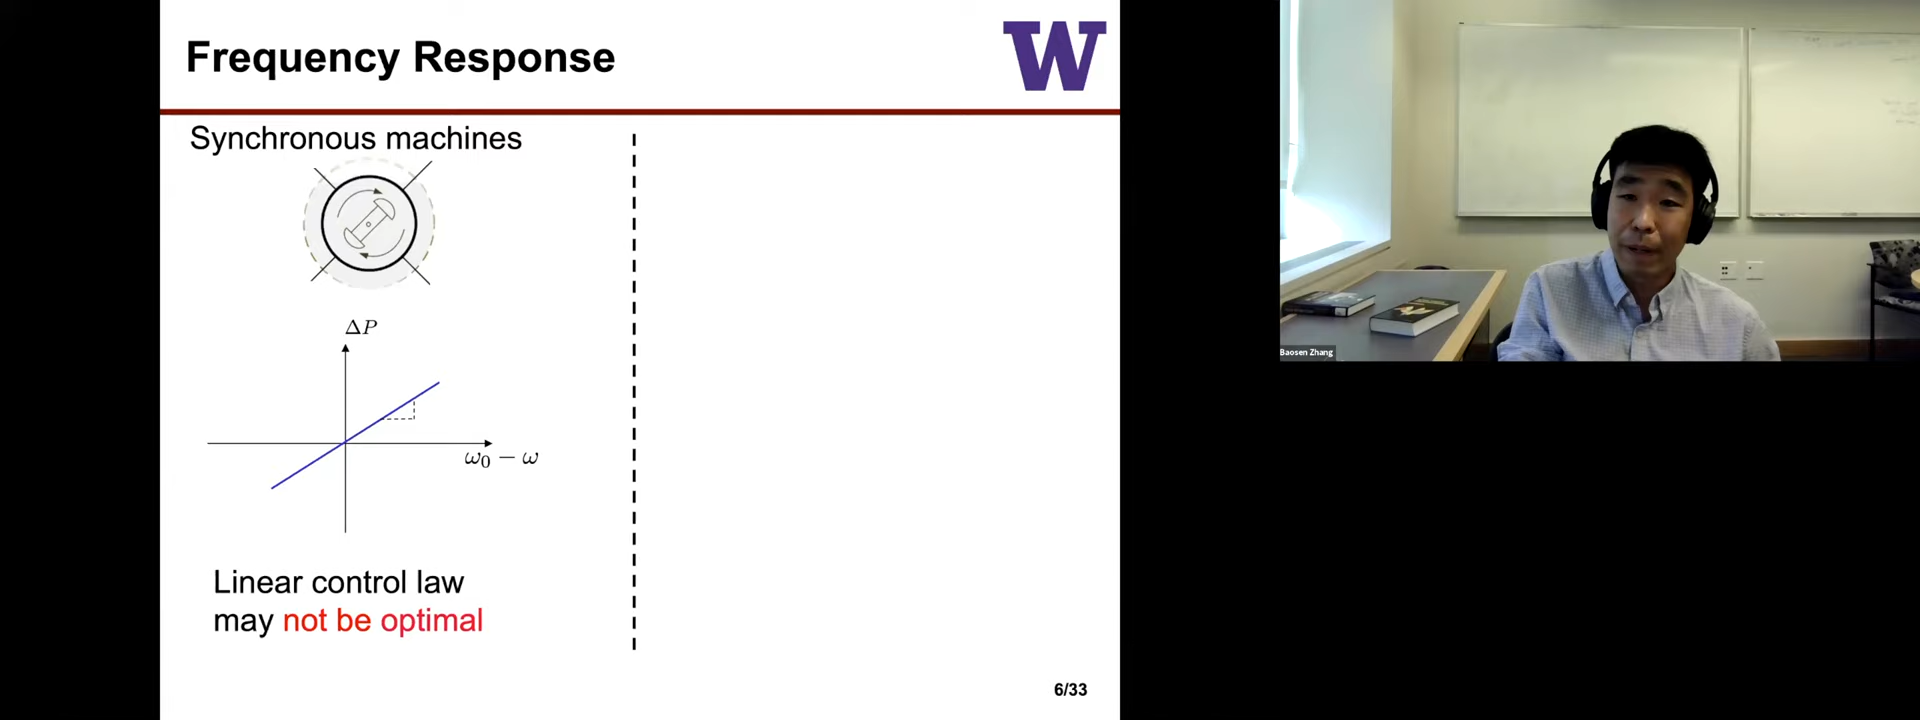 Frequency Response
W
Synchronous machines
ΔP
ω₀ − ω
Linear control law
may not be optimal
6/33
Baosen Zhang